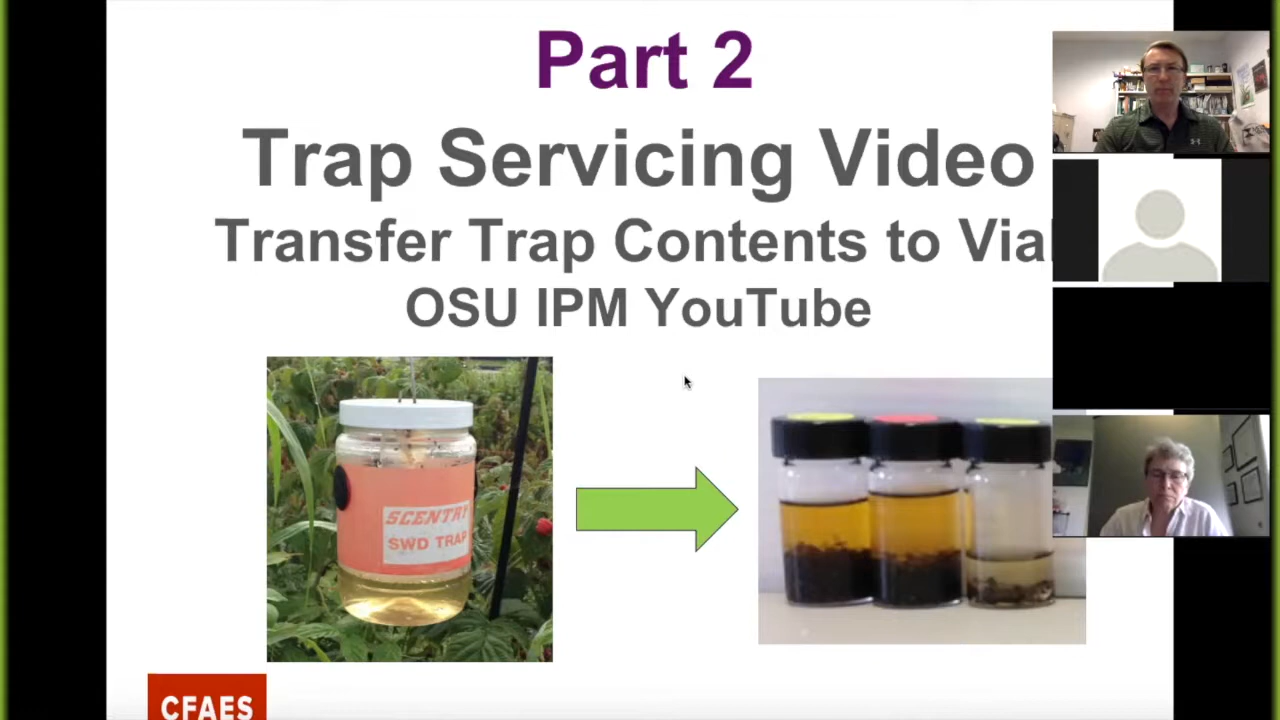 Part 2
Trap Servicing Video
Transfer Trap Contents to Vial
OSU IPM YouTube
SCENTRY
SWD TRAP
CFAES